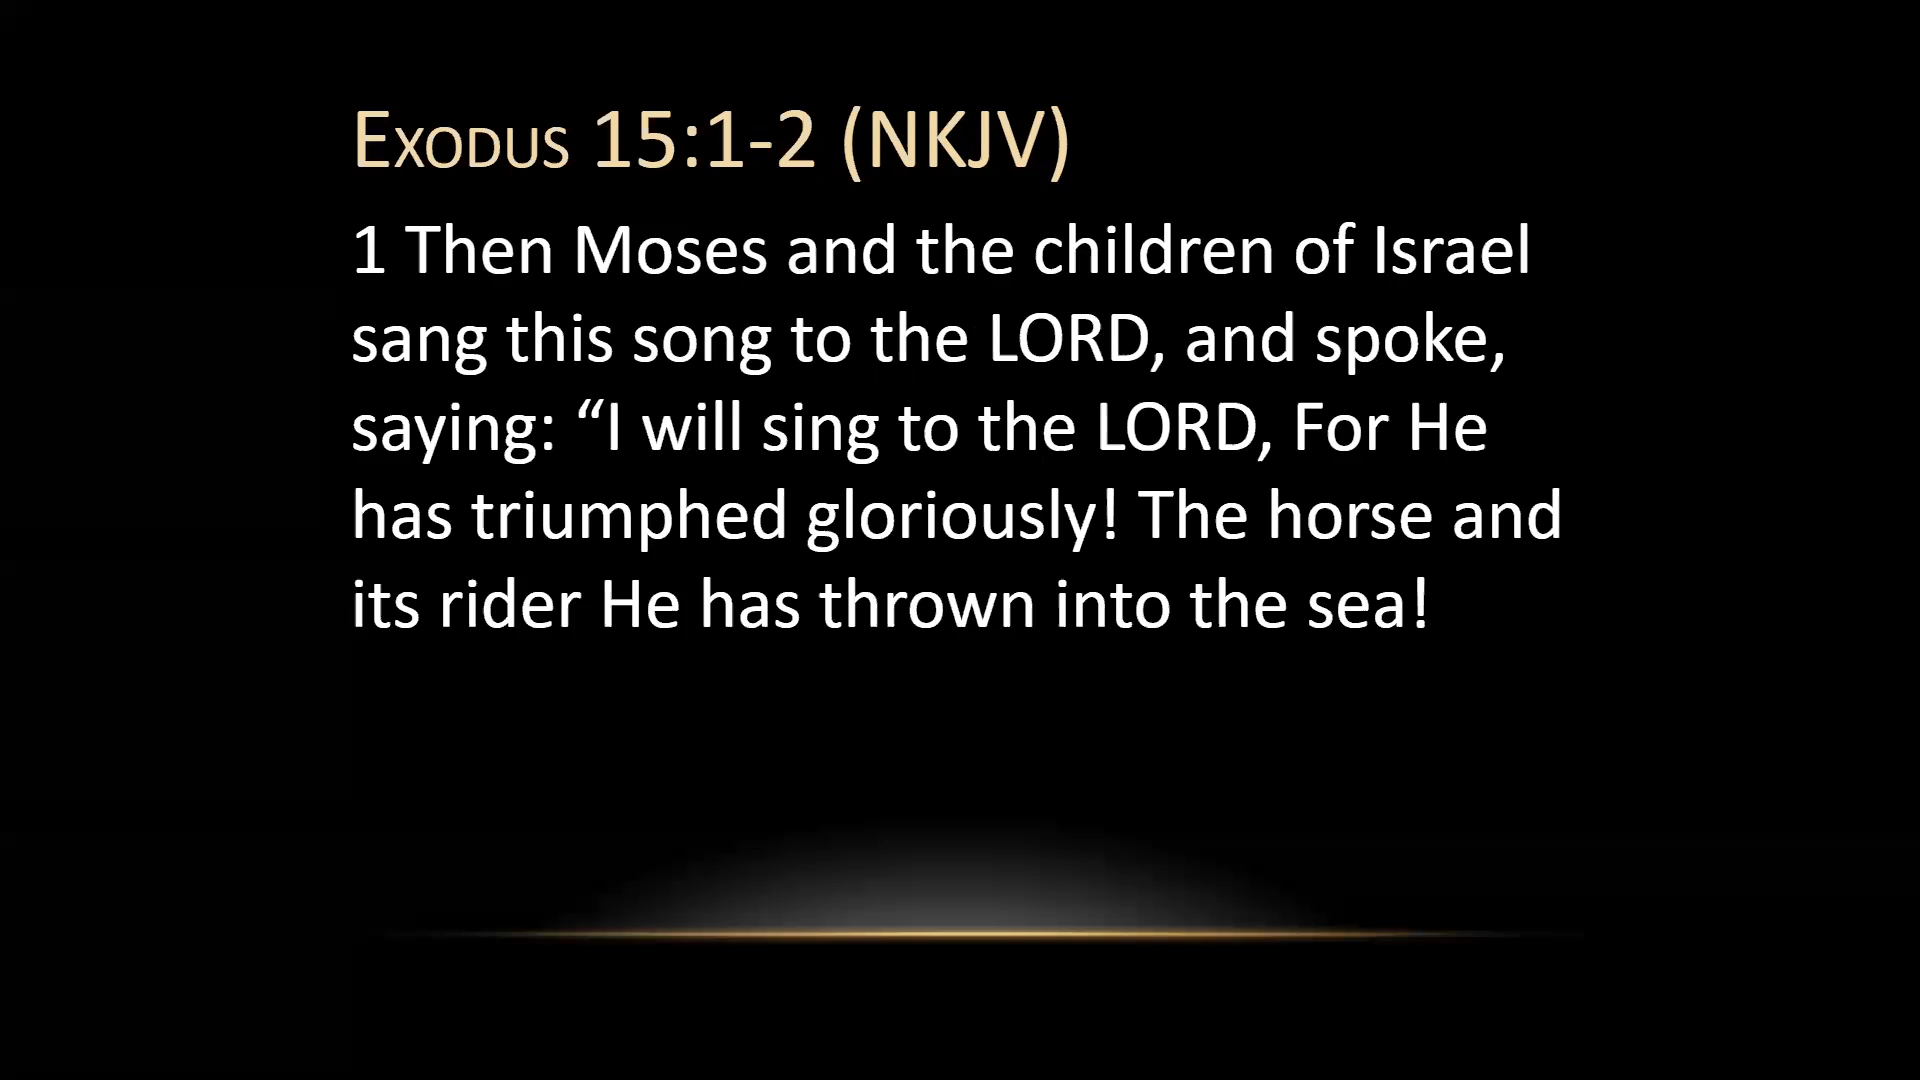 Exodus 15:1-2 (NKJV)
1 Then Moses and the children of Israel
sang this song to the LORD, and spoke,
saying: “I will sing to the LORD, For He
has triumphed gloriously! The horse and
its rider He has thrown into the sea!